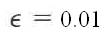 ϵ = 0.01